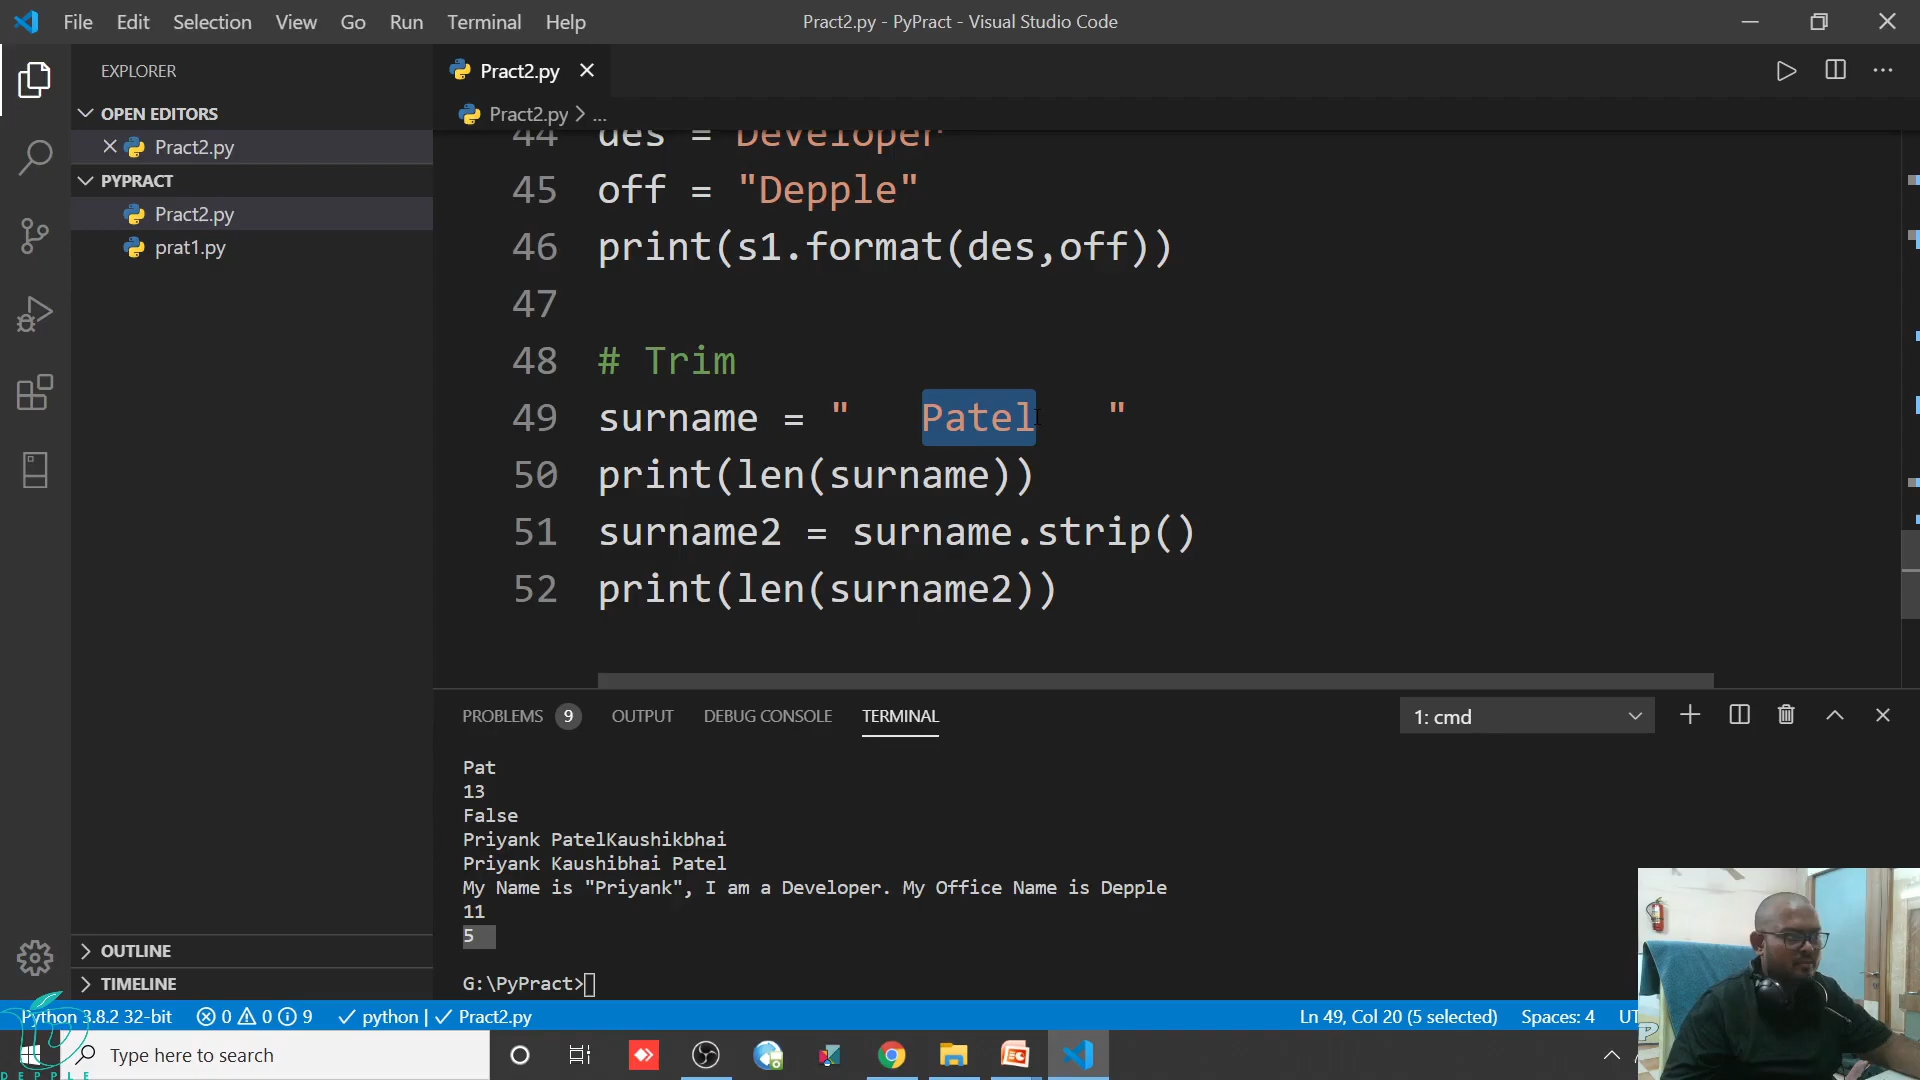 File Edit Selection View Go Run Terminal Help
Pract2.py - PyPract - Visual Studio Code
EXPLORER
OPEN EDITORS
Pract2.py
PYPRACT
Pract2.py
prat1.py
OUTLINE
TIMELINE
Pract2.py
Pract2.py > ...
44 des = Developer
45 off = "Depple"
46 print(s1.format(des,off))
47
48 # Trim
49 surname = "   Patel   "
50 print(len(surname))
51 surname2 = surname.strip()
52 print(len(surname2))
PROBLEMS 9 OUTPUT DEBUG CONSOLE TERMINAL
1: cmd
Pat
13
False
Priyank PatelKaushikbhai
Priyank Kaushibhai Patel
My Name is "Priyank", I am a Developer. My Office Name is Depple
11
5
G:\PyPract>
Python 3.8.2 32-bit 0 0 9 python | Pract2.py
Ln 49, Col 20 (5 selected) Spaces: 4
Type here to search
DEPPLE